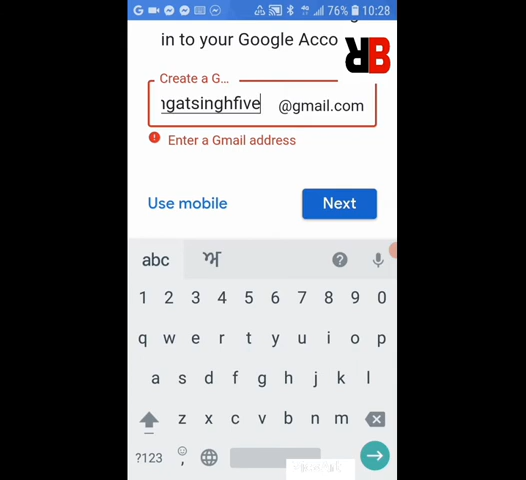 76% 10:28
in to your Google Acco
Create a G...
ngatsinghfive @gmail.com
Enter a Gmail address
Use mobile Next
abc ਅ
1 2 3 4 5 6 7 8 9 0
q w e r t y u i o p
a s d f g h j k l
z x c v b n m
?123 ,